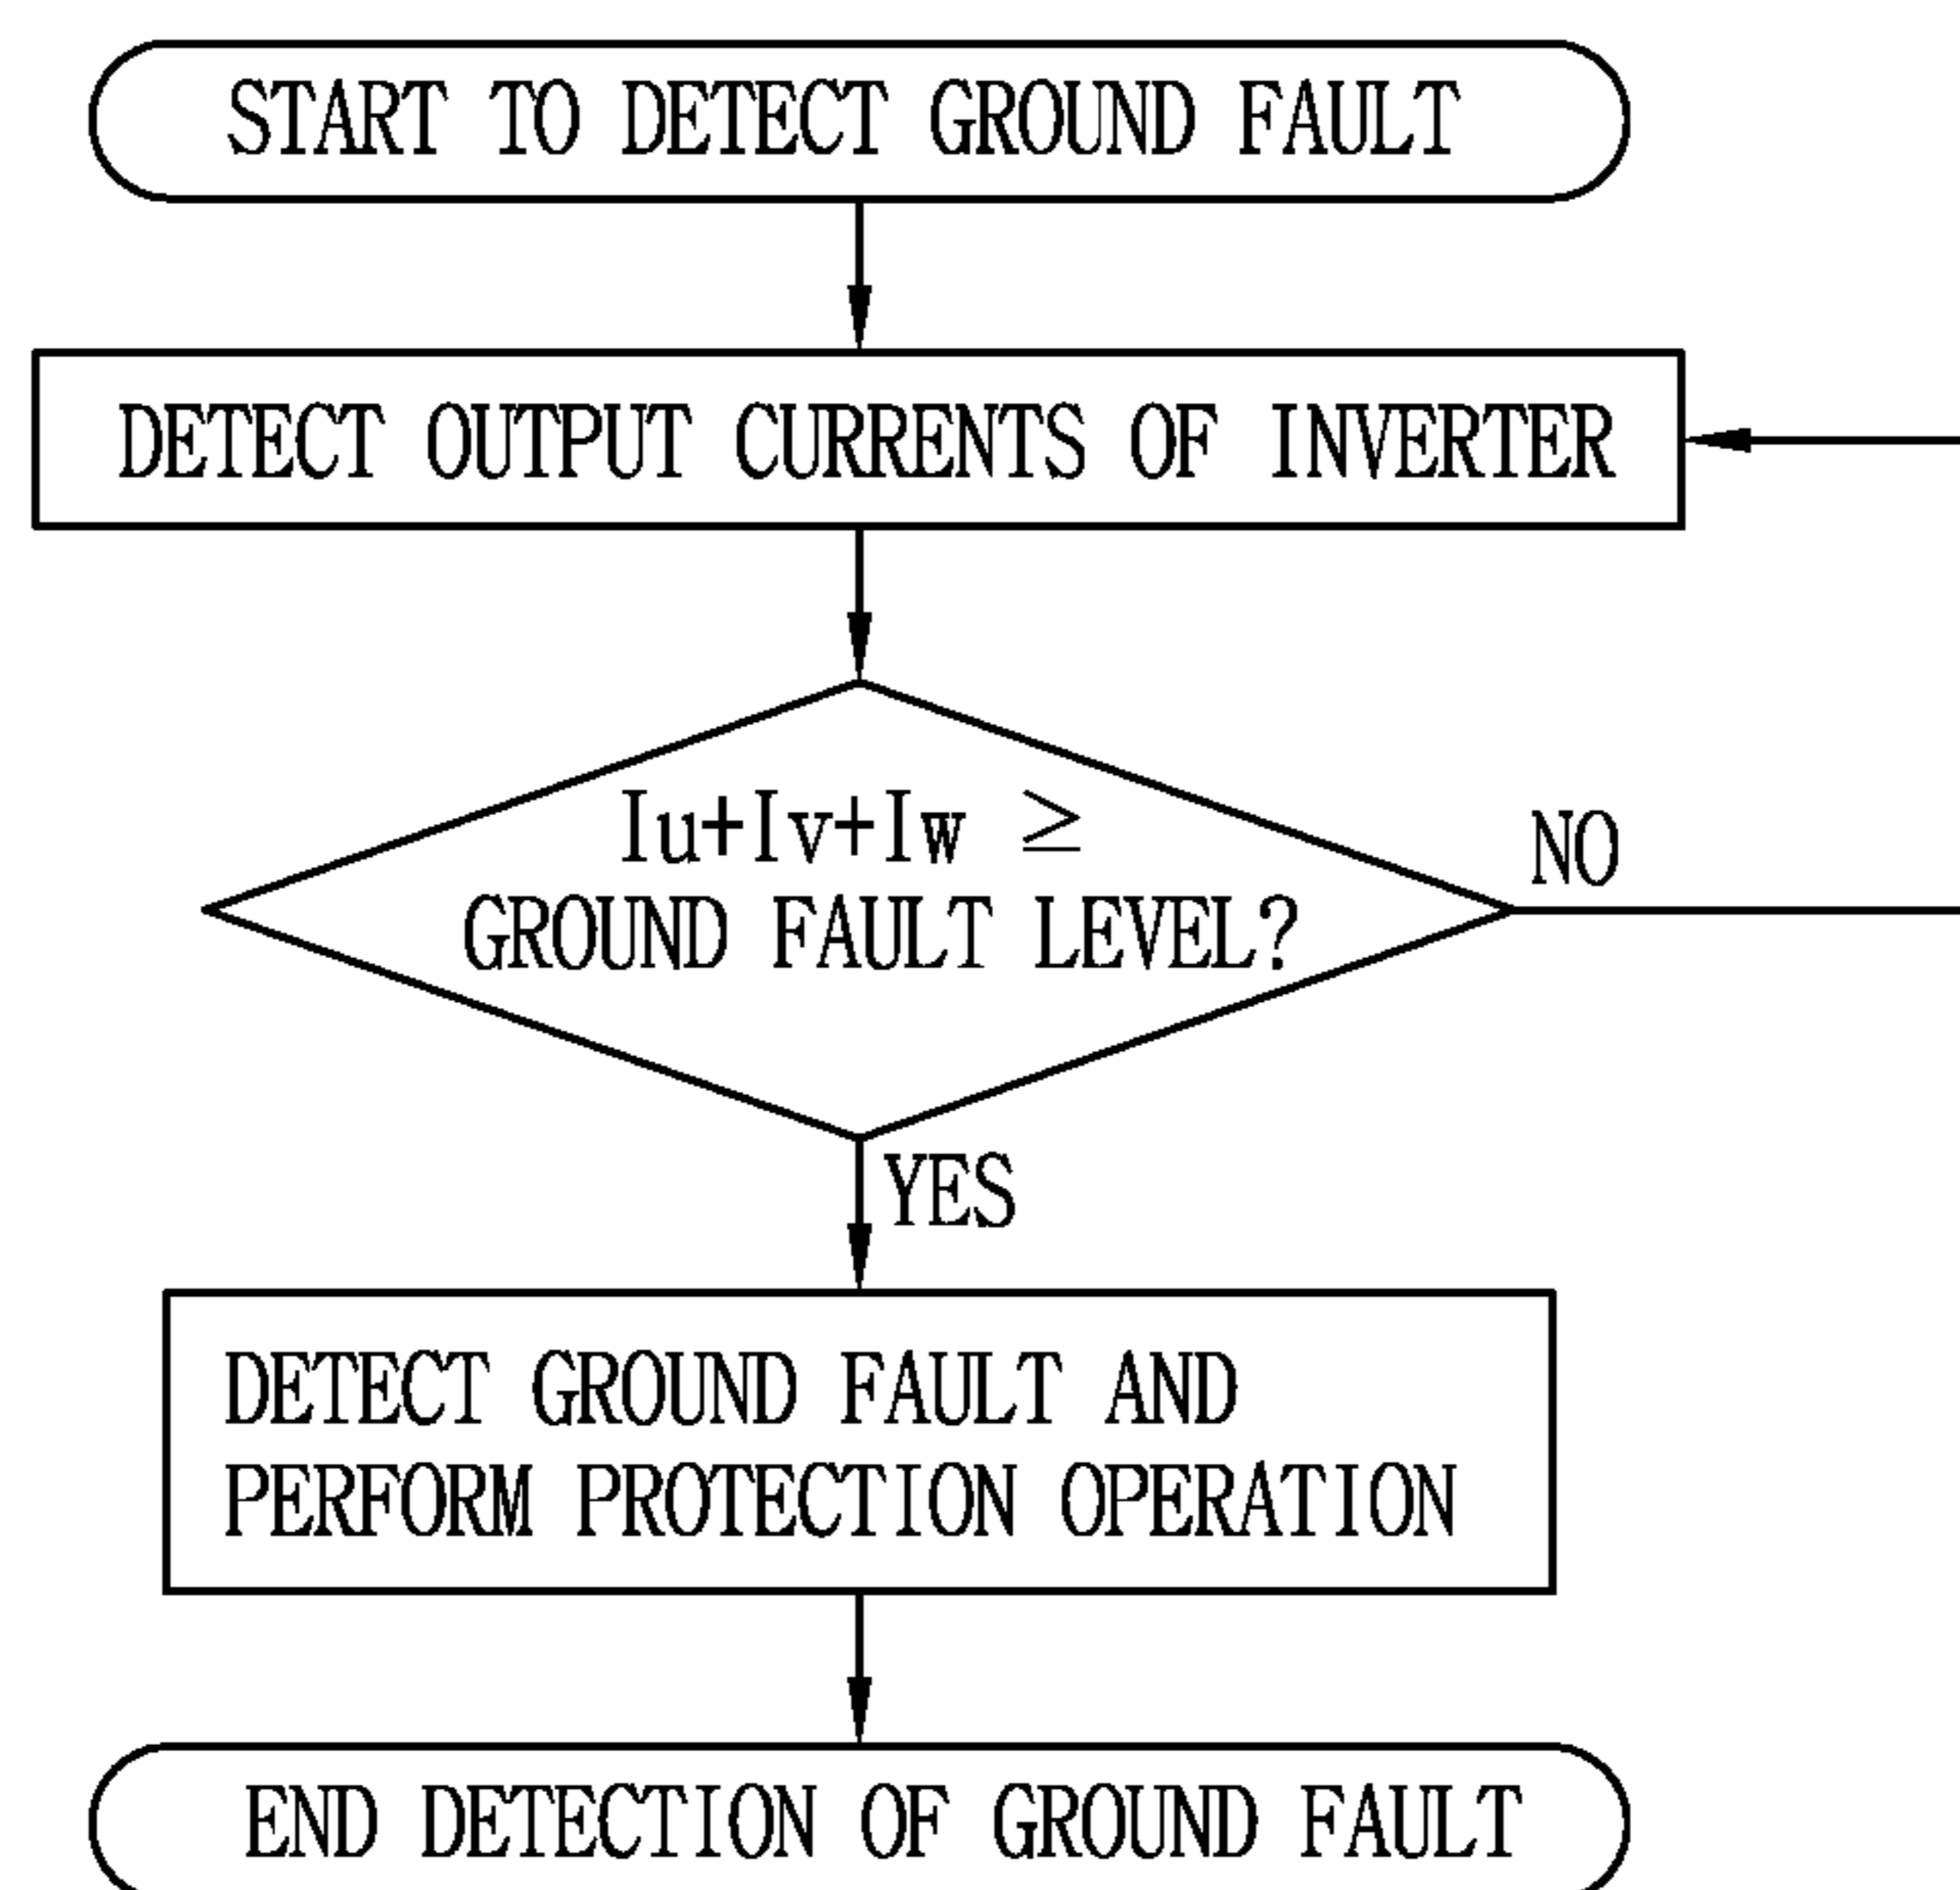 START TO DETECT GROUND FAULT
DETECT OUTPUT CURRENTS OF INVERTER
Iu+Iv+Iw ≥
GROUND FAULT LEVEL?
NO
YES
DETECT GROUND FAULT AND
PERFORM PROTECTION OPERATION
END DETECTION OF GROUND FAULT